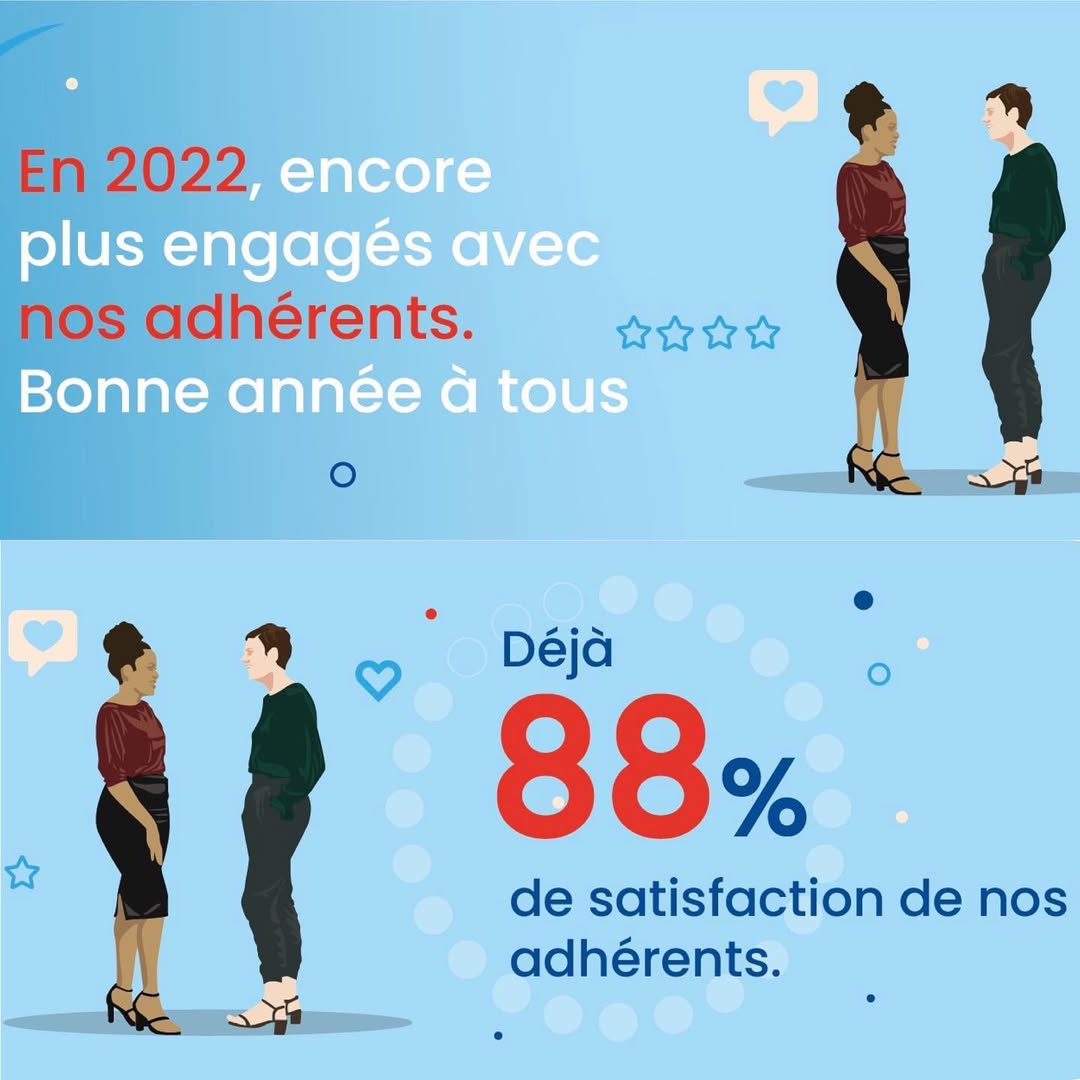 En 2022, encore
plus engagés avec
nos adhérents.
Bonne année à tous
Déjà
88%
de satisfaction de nos
adhérents.